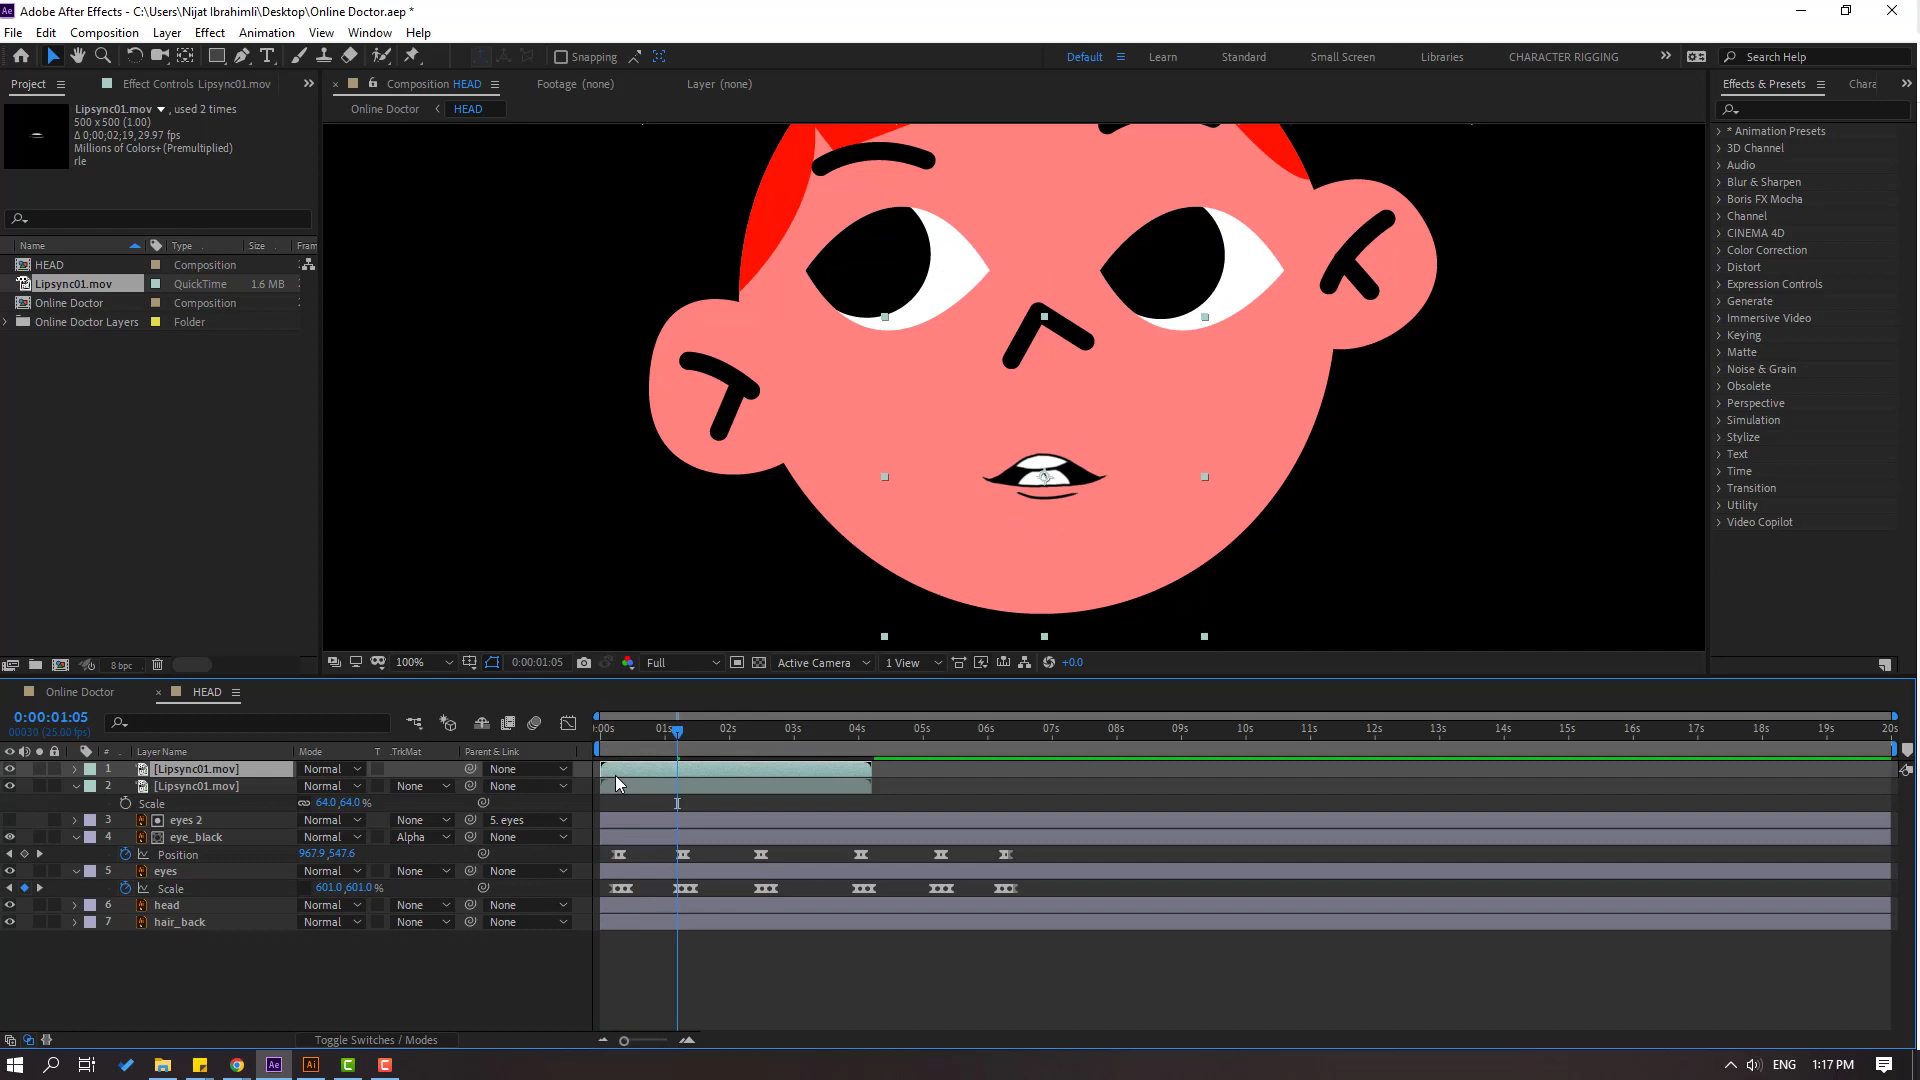 Ae Adobe After Effects - C:\Users\Nijat Ibrahimli\Desktop\Online Doctor.aep *
File Edit Composition Layer Effect Animation View Window Help
Snapping Default Learn Standard Small Screen Libraries CHARACTER RIGGING Search Help
Project Effect Controls Lipsync01.mov Composition HEAD Footage (none) Layer (none) Effects & Presets Chara
Lipsync01.mov , used 2 times
500 x 500 (1.00)
Δ 0;00;02;19, 29.97 fps
Millions of Colors+ (Premultiplied)
rle
Online Doctor HEAD
Name Type Size Fram
HEAD Composition
Lipsync01.mov QuickTime 1.6 MB
Online Doctor Composition
Online Doctor Layers Folder
* Animation Presets
3D Channel
Audio
Blur & Sharpen
Boris FX Mocha
Channel
CINEMA 4D
Color Correction
Distort
Expression Controls
Generate
Immersive Video
Keying
Matte
Noise & Grain
Obsolete
Perspective
Simulation
Stylize
Text
Time
Transition
Utility
Video Copilot
8 bpc 100% 0:00:01:05 Full Active Camera 1 View +0.0
Online Doctor HEAD
0:00:01:05
00030 (25.00 fps)
:00s 01s 02s 03s 04s 05s 06s 07s 08s 09s 10s 11s 12s 13s 14s 15s 16s 17s 18s 19s 20s
# Layer Name Mode T .TrkMat Parent & Link
1 [Lipsync01.mov] Normal None
2 [Lipsync01.mov] Normal None None
Scale 64.0,64.0 %
3 eyes 2 Normal None 5. eyes
4 eye_black Normal Alpha None
Position 967.9,547.6
5 eyes Normal None None
Scale 601.0,601.0 %
6 head Normal None None
7 hair_back Normal None None
Toggle Switches / Modes
Ae Ai C C ENG 1:17 PM